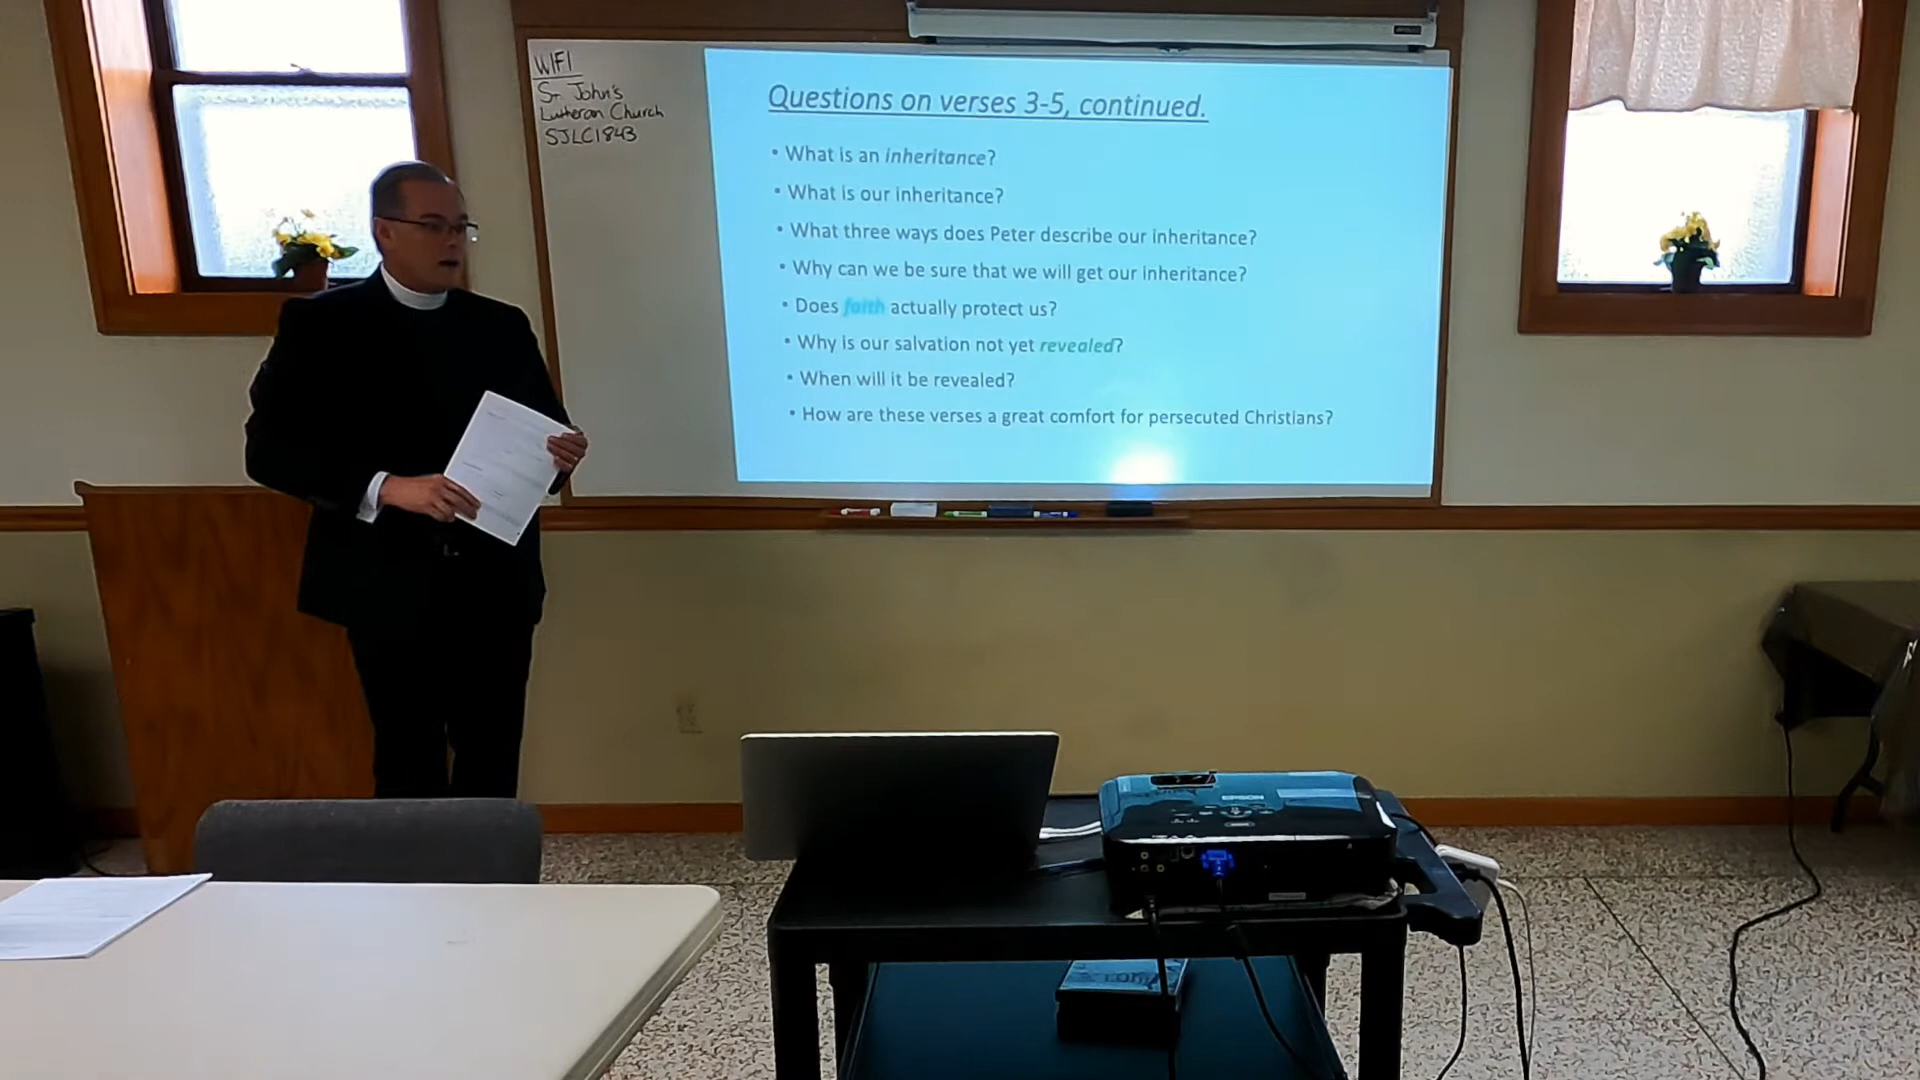 WIFI
St. John's
Lutheran Church
SJLC1843
Questions on verses 3-5, continued.
• What is an inheritance?
• What is our inheritance?
• What three ways does Peter describe our inheritance?
• Why can we be sure that we will get our inheritance?
• Does faith actually protect us?
• Why is our salvation not yet revealed?
• When will it be revealed?
• How are these verses a great comfort for persecuted Christians?
EPSON